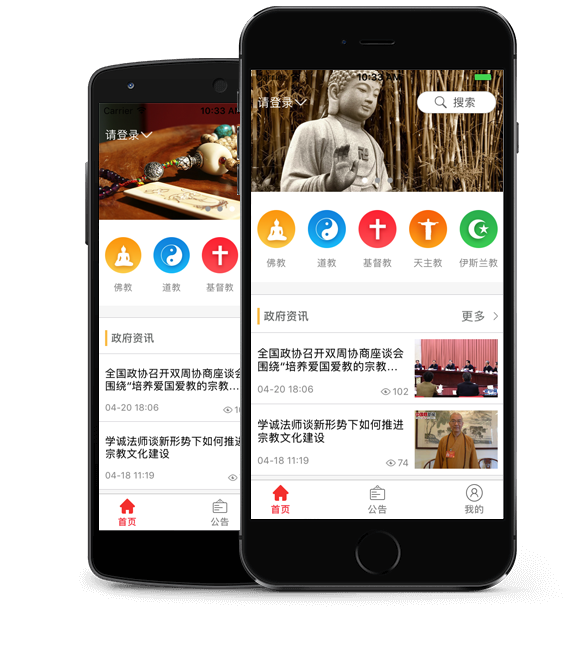 Carrier
10:33 AM
请登录
佛教
道教
基督教
政府资讯
全国政协召开双周协商座谈会
围绕“培养爱国爱教的宗教...
04-20 18:06
学诚法师谈新形势下如何推进
宗教文化建设
04-18 11:19
首页
公告
10:33 AM
请登录
搜索
佛教
道教
基督教
天主教
伊斯兰教
政府资讯
更多
全国政协召开双周协商座谈会
围绕“培养爱国爱教的宗教...
04-20 18:06
102
学诚法师谈新形势下如何推进
宗教文化建设
04-18 11:19
74
首页
公告
我的